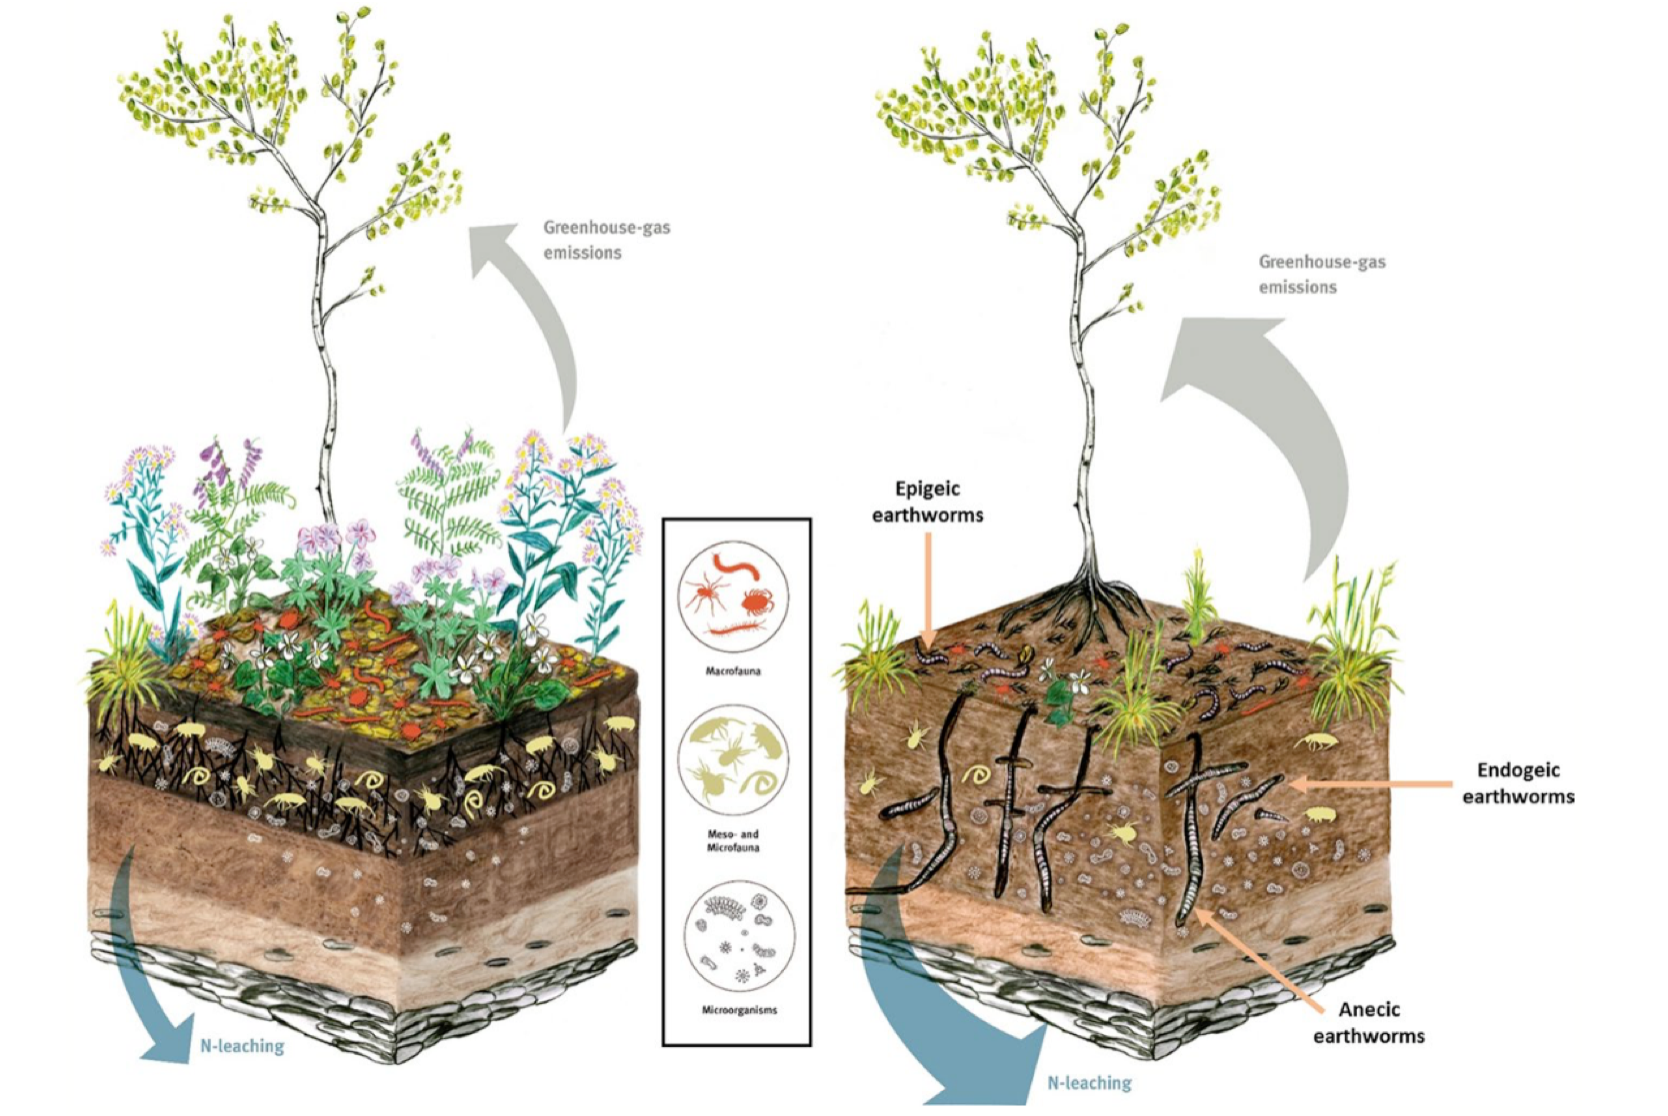 Greenhouse-gas
emissions
N-leaching
Macrofauna
Meso- and
Microfauna
Microorganisms
Greenhouse-gas
emissions
Epigeic
earthworms
Endogeic
earthworms
Anecic
earthworms
N-leaching